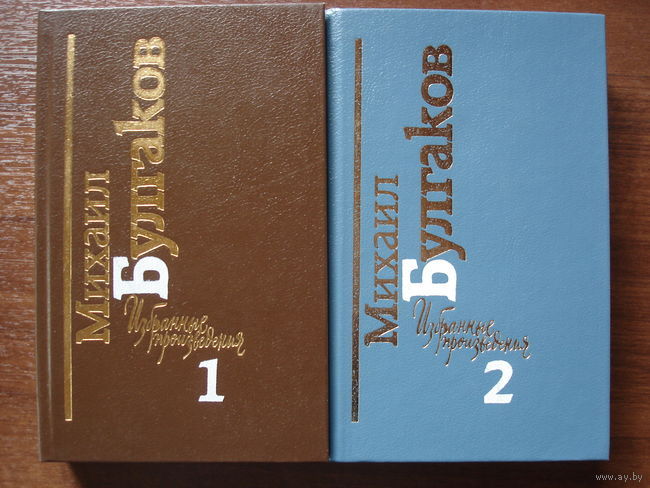 Михаил
Булгаков
Избранные
произведения
1
Михаил
Булгаков
Избранные
произведения
2
www.ay.by